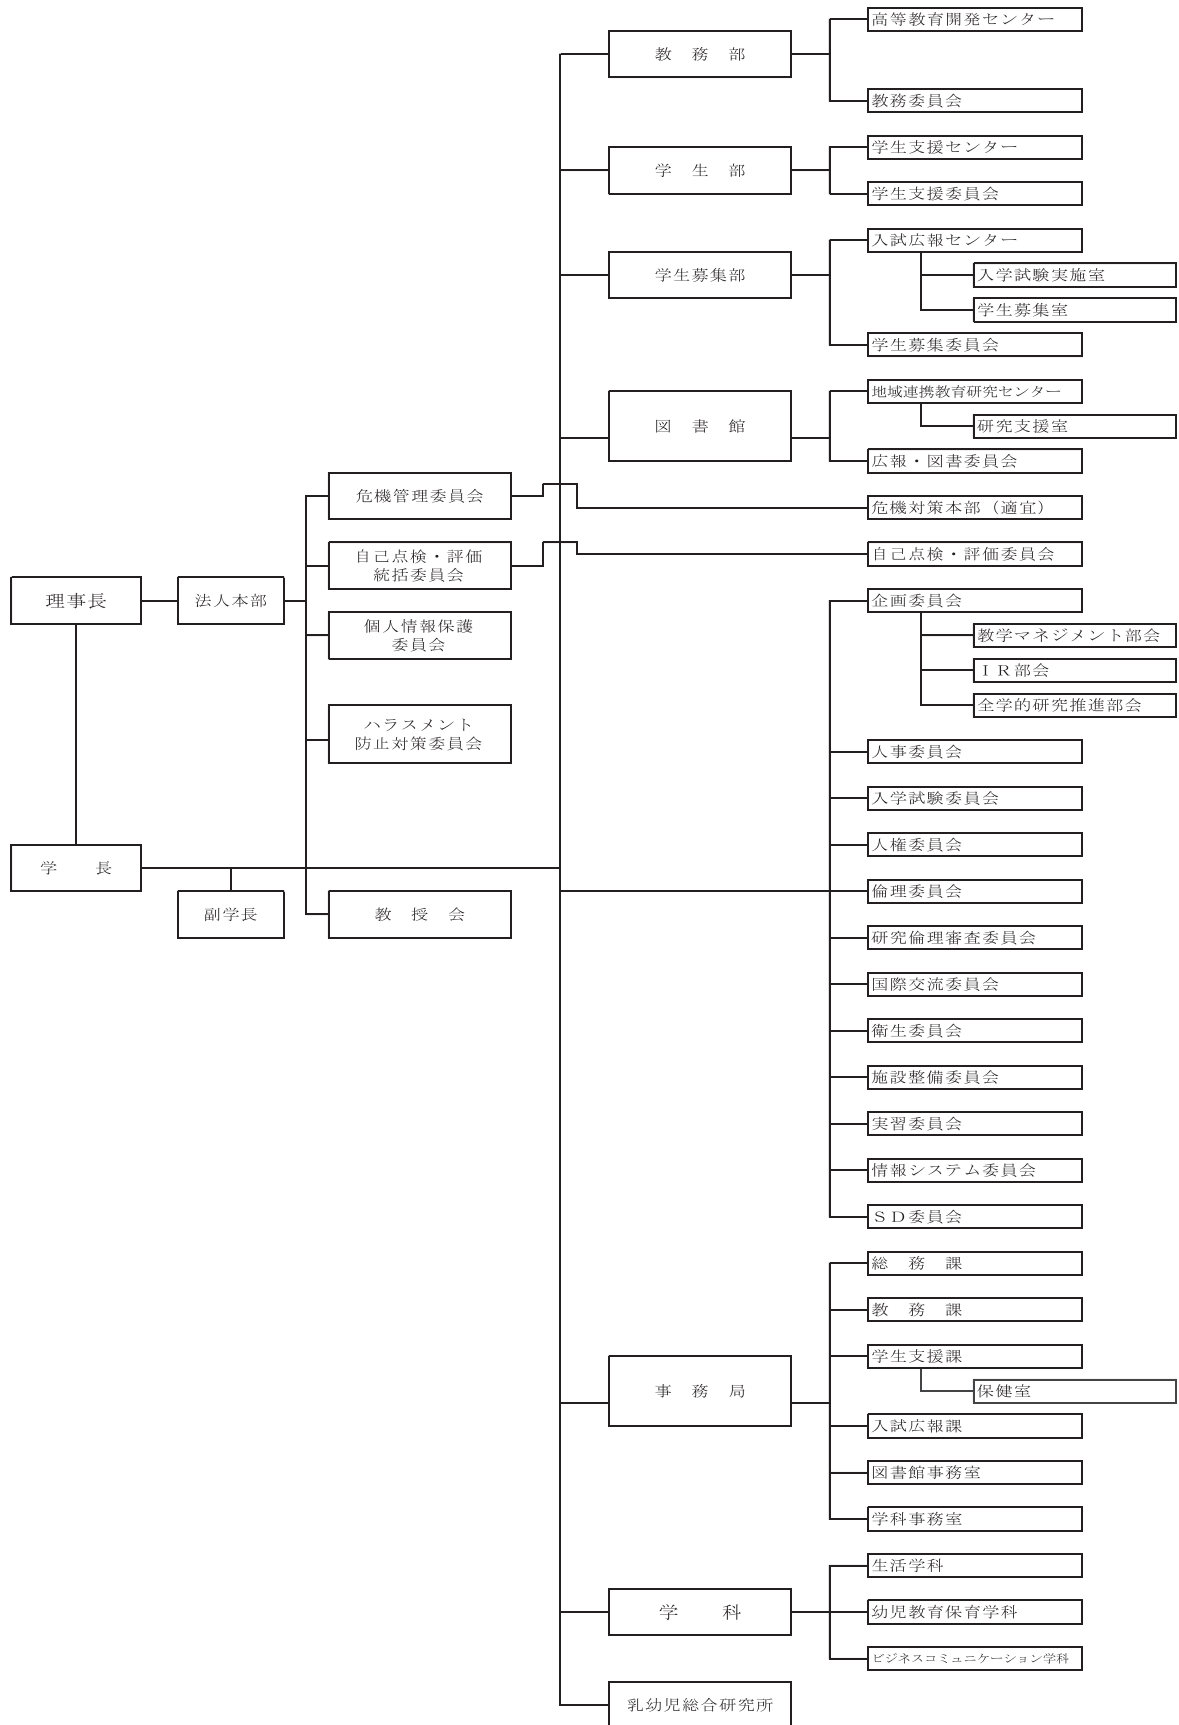 高等教育開発センター
教　務　部
教務委員会
学生支援センター
学　生　部
学生支援委員会
入試広報センター
学生募集部
入学試験実施室
学生募集室
学生募集委員会
地域連携教育研究センター
図　書　館
研究支援室
広報・図書委員会
危機管理委員会
危機対策本部（適宜）
自己点検・評価
統括委員会
自己点検・評価委員会
理事長
法人本部
企画委員会
個人情報保護
委員会
教学マネジメント部会
ＩＲ部会
全学的研究推進部会
ハラスメント
防止対策委員会
人事委員会
入学試験委員会
人権委員会
学　　長
倫理委員会
副学長
教　授　会
研究倫理審査委員会
国際交流委員会
衛生委員会
施設整備委員会
実習委員会
情報システム委員会
ＳＤ委員会
総　務　課
教　務　課
学生支援課
事　務　局
保健室
入試広報課
図書館事務室
学科事務室
生活学科
学　　科
幼児教育保育学科
ビジネスコミュニケーション学科
乳幼児総合研究所